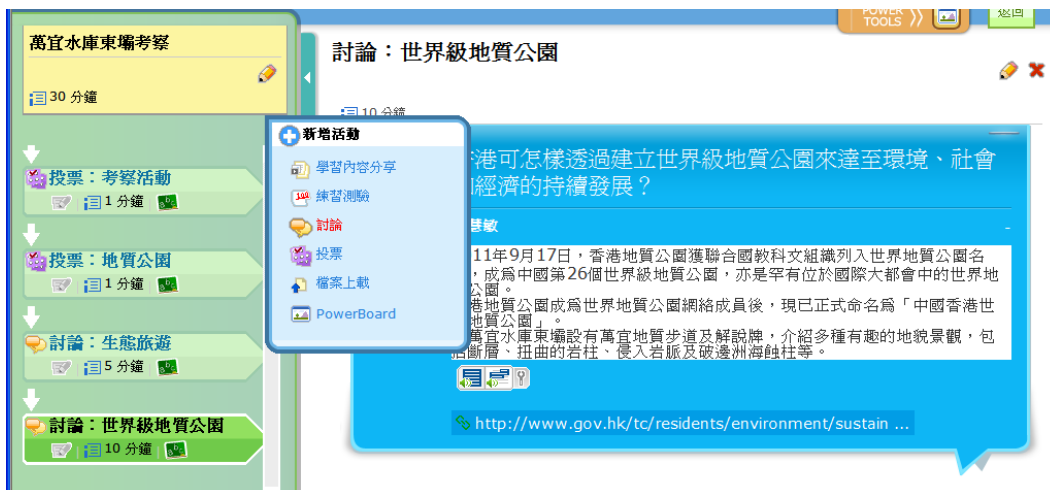 POWER
TOOLS
返回
萬宜水庫東壩考察
30 分鐘
投票：考察活動
1 分鐘
投票：地質公園
1 分鐘
討論：生態旅遊
5 分鐘
討論：世界級地質公園
10 分鐘
新增活動
學習內容分享
練習測驗
討論
投票
檔案上載
PowerBoard
討論：世界級地質公園
10 分鐘
港可怎樣透過建立世界級地質公園來達至環境、社會
經濟的持續發展？
慧敏
11年9月17日，香港地質公園獲聯合國教科文組織列入世界地質公園名
，成為中國第26個世界級地質公園，亦是罕有位於國際大都會中的世界地
公園。
港地質公園成為世界地質公園網絡成員後，現已正式命名為「中國香港世
地質公園」。
萬宜水庫東壩設有萬宜地質步道及解說牌，介紹多種有趣的地貌景觀，包
括斷層、扭曲的岩柱、侵入岩脈及破邊洲海蝕柱等。
http://www.gov.hk/tc/residents/environment/sustain ...